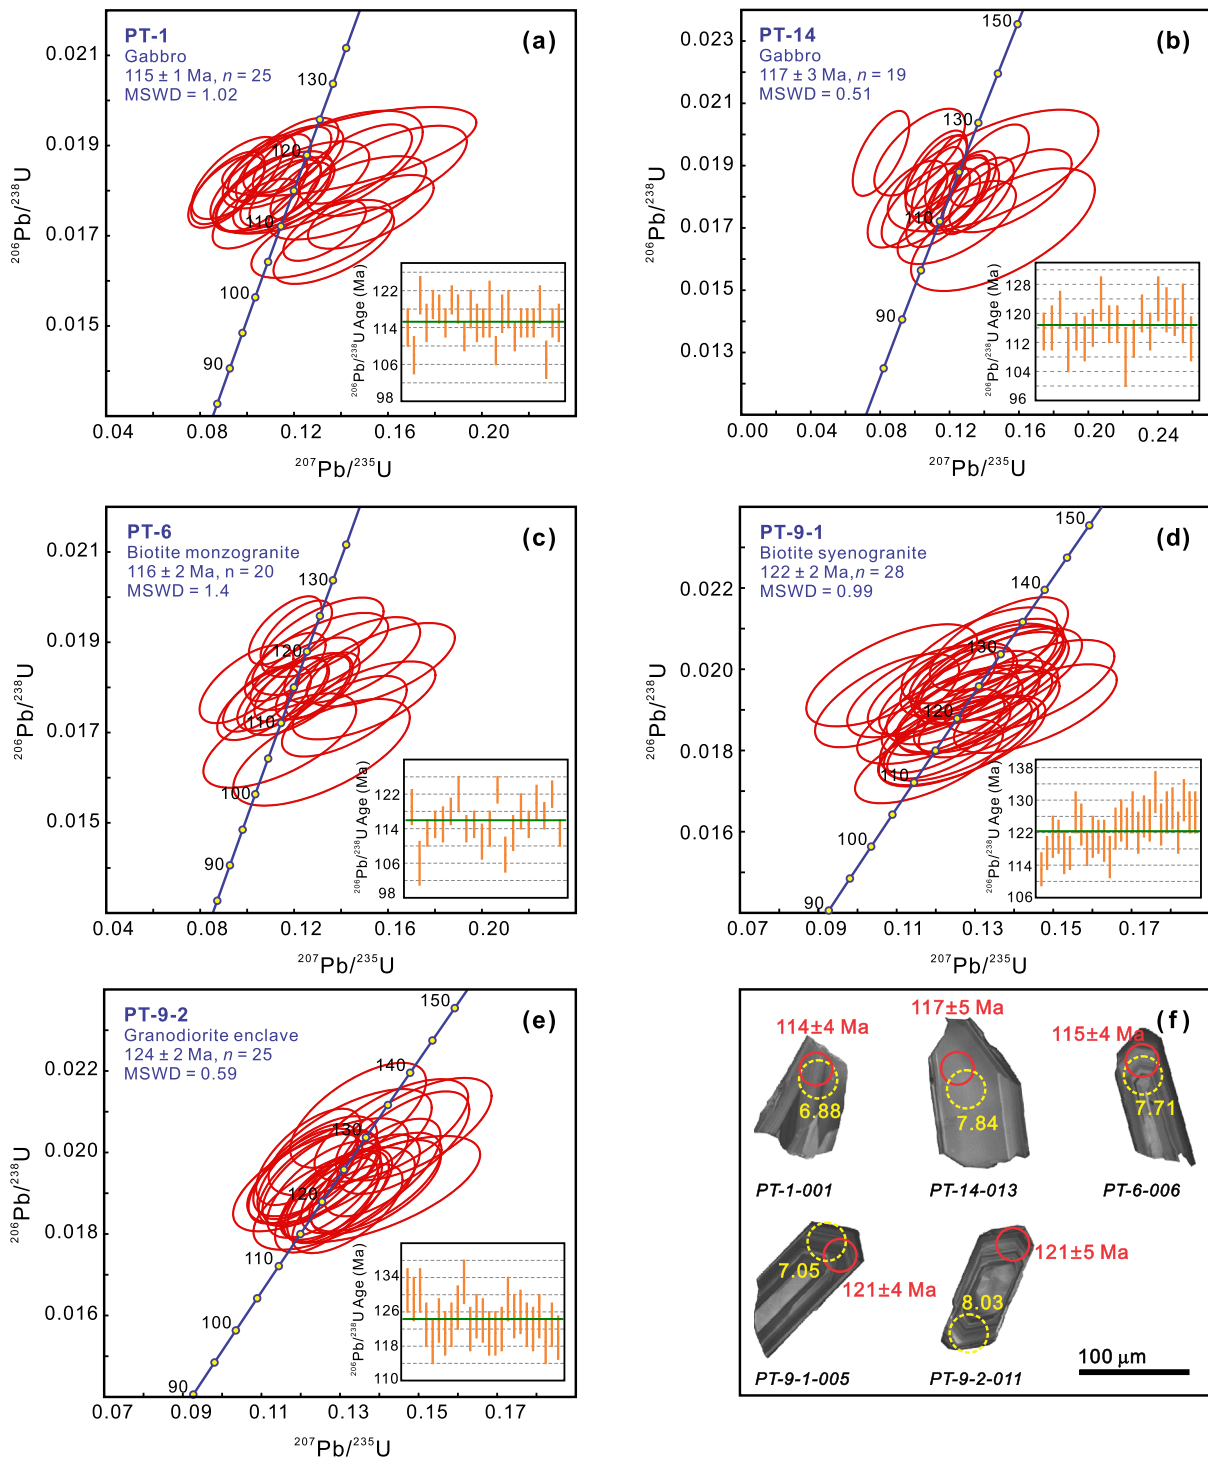 PT-1
Gabbro
115 ± 1 Ma, n = 25
MSWD = 1.02
(a)
0.021
0.019
0.017
0.015
130
120
110
100
90
²⁰⁶Pb/²³⁸U
0.04 0.08 0.12 0.16 0.20
²⁰⁷Pb/²³⁵U
²⁰⁶Pb/²³⁸U Age (Ma)
122
114
106
98
PT-14
Gabbro
117 ± 3 Ma, n = 19
MSWD = 0.51
(b)
0.023
0.021
0.019
0.017
0.015
0.013
150
130
110
90
²⁰⁶Pb/²³⁸U
0.00 0.04 0.08 0.12 0.16 0.20 0.24
²⁰⁷Pb/²³⁵U
²⁰⁶Pb/²³⁸U Age (Ma)
128
120
112
104
96
PT-6
Biotite monzogranite
116 ± 2 Ma, n = 20
MSWD = 1.4
(c)
0.021
0.019
0.017
0.015
130
120
110
100
90
²⁰⁶Pb/²³⁸U
0.04 0.08 0.12 0.16 0.20
²⁰⁷Pb/²³⁵U
²⁰⁶Pb/²³⁸U Age (Ma)
122
114
106
98
PT-9-1
Biotite syenogranite
122 ± 2 Ma, n = 28
MSWD = 0.99
(d)
0.022
0.020
0.018
0.016
150
140
130
120
110
100
90
²⁰⁶Pb/²³⁸U
0.07 0.09 0.11 0.13 0.15 0.17
²⁰⁷Pb/²³⁵U
²⁰⁶Pb/²³⁸U Age (Ma)
138
130
122
114
106
PT-9-2
Granodiorite enclave
124 ± 2 Ma, n = 25
MSWD = 0.59
(e)
0.022
0.020
0.018
0.016
150
140
130
120
110
100
90
²⁰⁶Pb/²³⁸U
0.07 0.09 0.11 0.13 0.15 0.17
²⁰⁷Pb/²³⁵U
²⁰⁶Pb/²³⁸U Age (Ma)
134
126
118
110
(f)
114±4 Ma
6.88
PT-1-001
117±5 Ma
7.84
PT-14-013
115±4 Ma
7.71
PT-6-006
7.05
121±4 Ma
PT-9-1-005
121±5 Ma
8.03
PT-9-2-011
100 μm